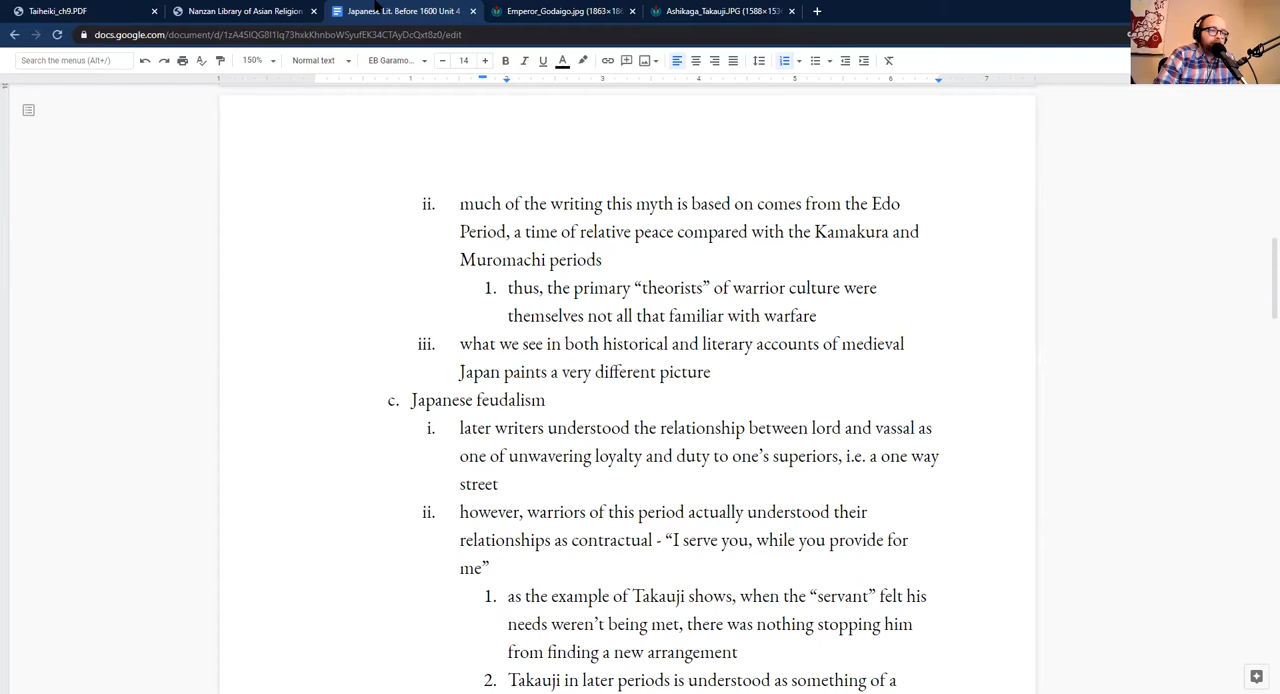 Taiheiki_ch9.PDF
Nanzan Library of Asian Religion
Japanese Lit. Before 1600 Unit 4
Emperor_Godaigo.jpg (1863×18
Ashikaga_Takauji.JPG (1588×153
docs.google.com/document/d/1zA45IQG8I1Iq73hxkKhnboWSyufEK34CTAyDcQxt8z0/edit
Search the menus (Alt+/)
150%
Normal text
EB Garamo...
14
B I U A
1 2 3 4 5 6 7
ii. much of the writing this myth is based on comes from the Edo
Period, a time of relative peace compared with the Kamakura and
Muromachi periods
1. thus, the primary “theorists” of warrior culture were
themselves not all that familiar with warfare
iii. what we see in both historical and literary accounts of medieval
Japan paints a very different picture
c. Japanese feudalism
i. later writers understood the relationship between lord and vassal as
one of unwavering loyalty and duty to one’s superiors, i.e. a one way
street
ii. however, warriors of this period actually understood their
relationships as contractual - “I serve you, while you provide for
me”
1. as the example of Takauji shows, when the “servant” felt his
needs weren’t being met, there was nothing stopping him
from finding a new arrangement
2. Takauji in later periods is understood as something of a